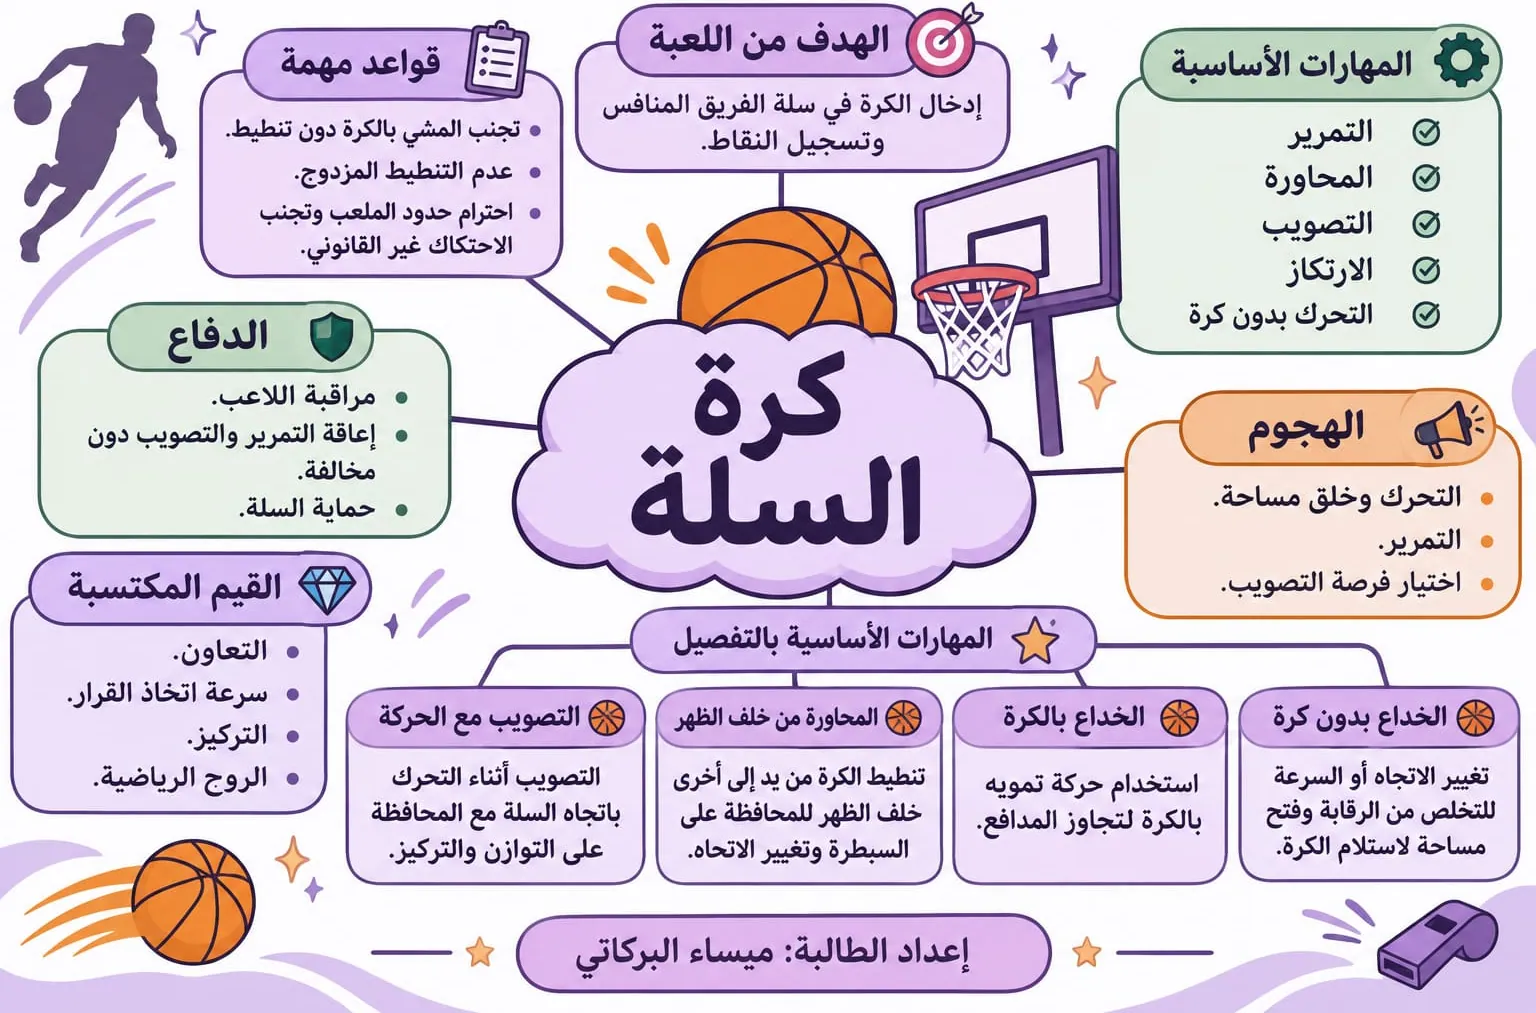 الهدف من اللعبة
إدخال الكرة في سلة الفريق المنافس
وتسجيل النقاط.
المهارات الأساسبة
التمرير
المحاورة
التصويب
الارتكاز
التحرك بدون كرة
قواعد مهمة
تجنب المشي بالكرة دون تنطيط.
عدم التنطيط المزدوج.
احترام حدود الملعب وتجنب
الاحتكاك غير القانوني.
كرة
السلة
الهجوم
التحرك وخلق مساحة.
التمرير.
اختيار فرصة التصويب.
الدفاع
مراقبة اللاعب.
إعاقة التمرير والتصويب دون
مخالفة.
حماية السلة.
القيم المكتسبة
التعاون.
سرعة اتخاذ القرار.
التركيز.
الروج الرياضية.
المهارات الأساسية بالتفصيل
الخداع بدون كرة
تغيير الاتجاه أو السرعة
للتخلص من الرقابة وفتح
مساحة لاستلام الكرة.
الخداع بالكرة
استخدام حركة تمويه
بالكرة لتجاوز المدافع.
المحاورة من خلف الظهر
تنطيط الكرة من يد إلى أخرى
خلف الظهر للمحافظة على
السبطرة وتغيير الاتحاه.
التصويب مع الحركة
التصويب أثناء التحرك
باتجاه السلة مع المحافظة
على التوازن والتركيز.
إعداد الطالبة: ميساء البركاتي